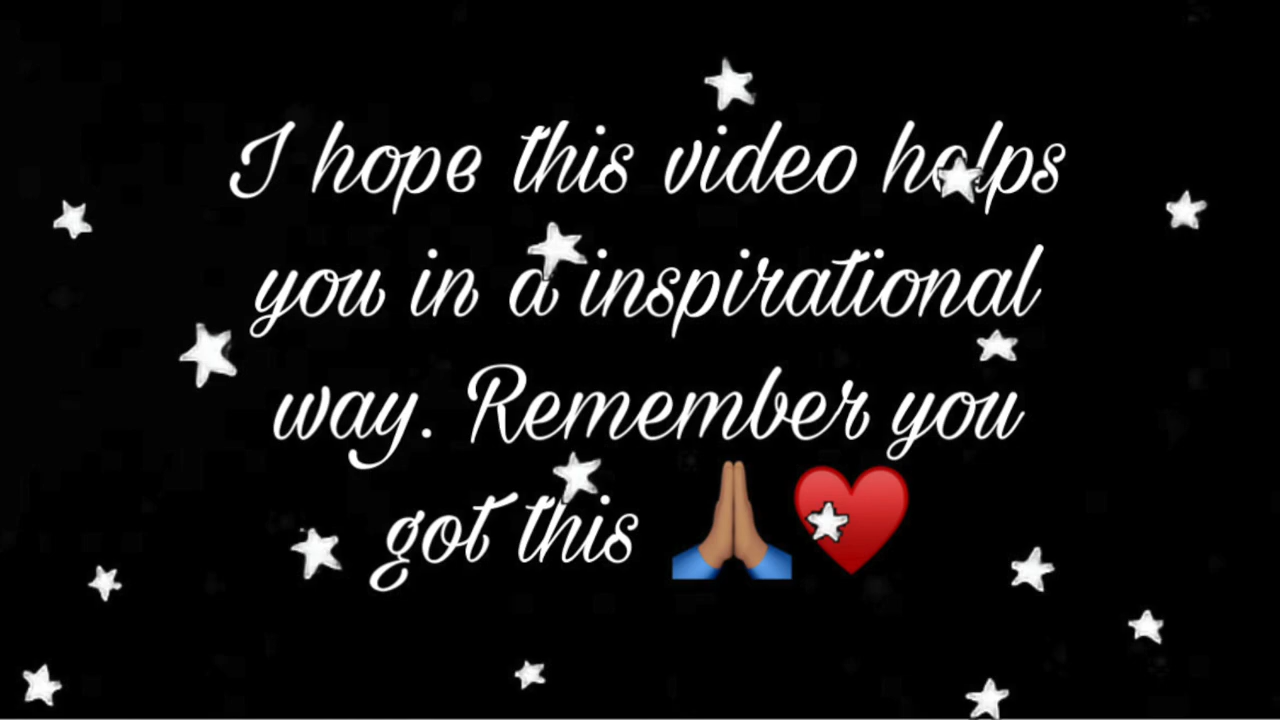 I hope this video helps
you in a inspirational
way. Remember you
got this 🙏🏽❤️